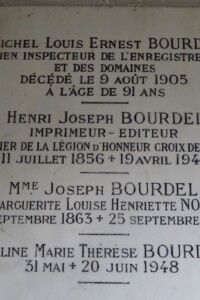 ICHEL LOUIS ERNEST BOURD
IEN INSPECTEUR DE L'ENREGISTRE
ET DES DOMAINES
DÉCÉDÉ LE 9 AOÛT 1905
À L'ÂGE DE 91 ANS
HENRI JOSEPH BOURDEL
IMPRIMEUR - EDITEUR
IER DE LA LÉGION D'HONNEUR CROIX DE
11 JUILLET 1856 + 19 AVRIL 194
MME JOSEPH BOURDEL
ARGUERITE LOUISE HENRIETTE NO
EPTEMBRE 1863 + 25 SEPTEMBR
LINE MARIE THÉRÈSE BOURD
31 MAI + 20 JUIN 1948